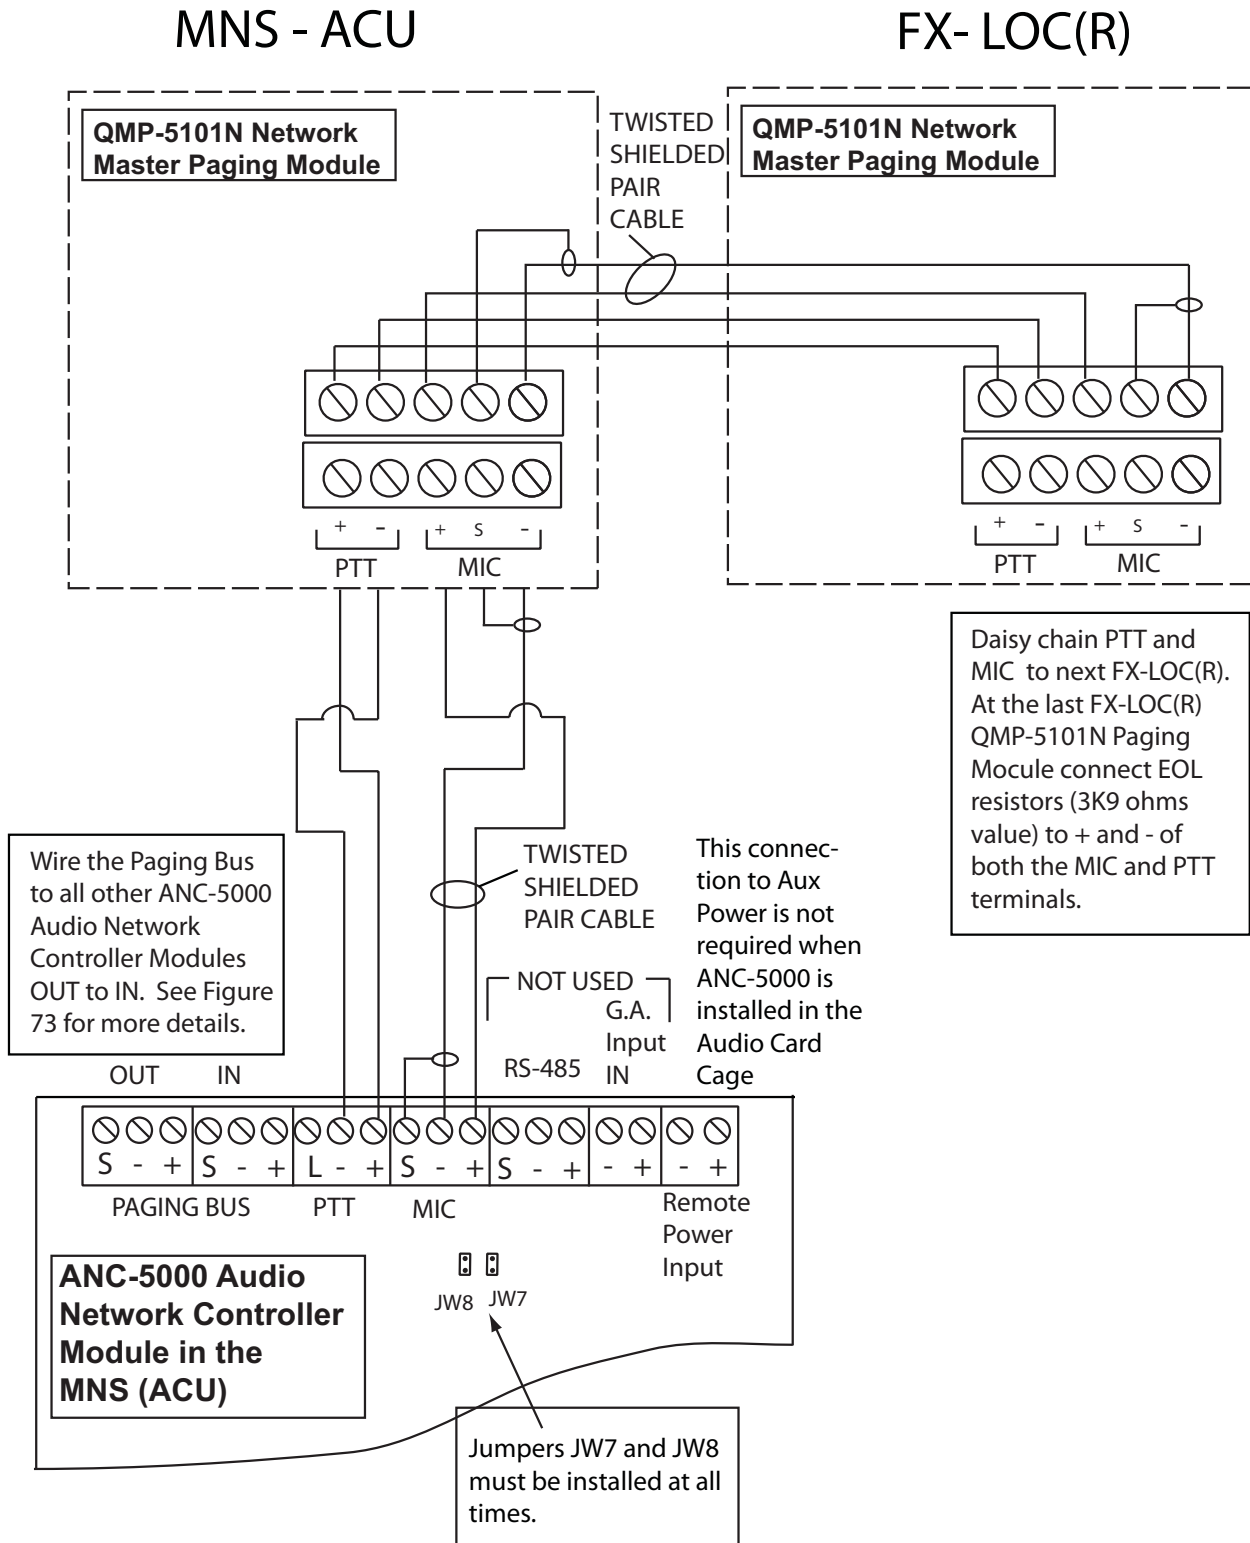 MNS - ACU
FX- LOC(R)
QMP-5101N Network
Master Paging Module
TWISTED
SHIELDED
PAIR
CABLE
QMP-5101N Network
Master Paging Module
+ - + S -
PTT MIC
+ - + S -
PTT MIC
Daisy chain PTT and
MIC to next FX-LOC(R).
At the last FX-LOC(R)
QMP-5101N Paging
Mocule connect EOL
resistors (3K9 ohms
value) to + and - of
both the MIC and PTT
terminals.
Wire the Paging Bus
to all other ANC-5000
Audio Network
Controller Modules
OUT to IN. See Figure
73 for more details.
TWISTED
SHIELDED
PAIR CABLE
This connec-
tion to Aux
Power is not
required when
ANC-5000 is
installed in the
Audio Card
Cage
NOT USED
G.A.
Input
IN
RS-485
OUT IN
S - + S - + L - + S - + S - + - + - +
PAGING BUS PTT MIC
Remote
Power
Input
JW8 JW7
ANC-5000 Audio
Network Controller
Module in the
MNS (ACU)
Jumpers JW7 and JW8
must be installed at all
times.